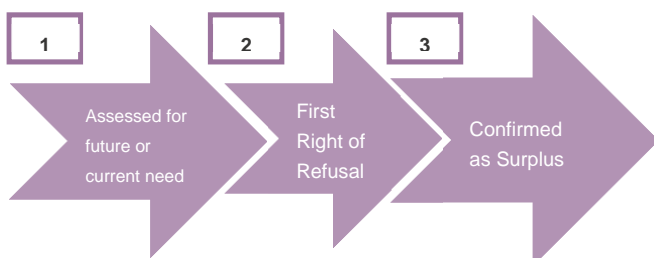 1
2
3
Assessed for
future or
current need
First
Right of
Refusal
Confirmed
as Surplus